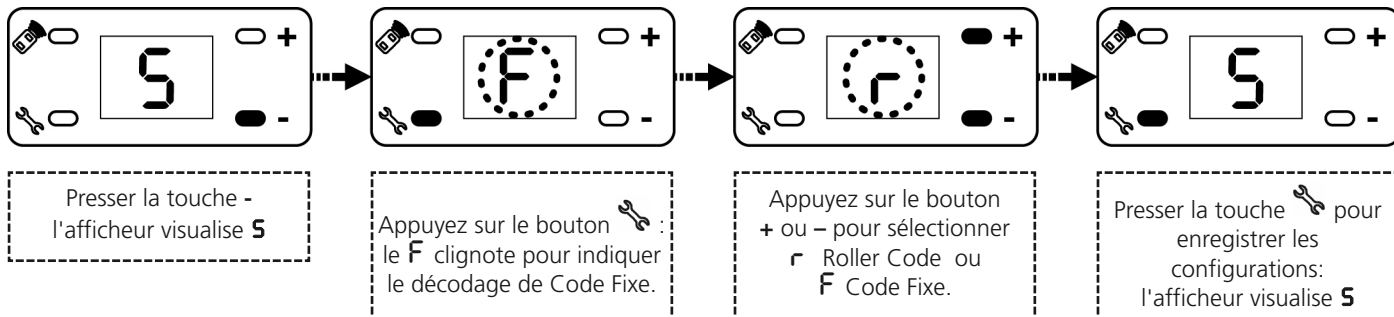 S
+
-
F
+
-
r
+
-
S
+
-
Presser la touche -
l'afficheur visualise S
Appuyez sur le bouton :
le F clignote pour indiquer
le décodage de Code Fixe.
Appuyez sur le bouton
+ ou – pour sélectionner
r Roller Code ou
F Code Fixe.
Presser la touche pour
enregistrer les
configurations:
l'afficheur visualise S